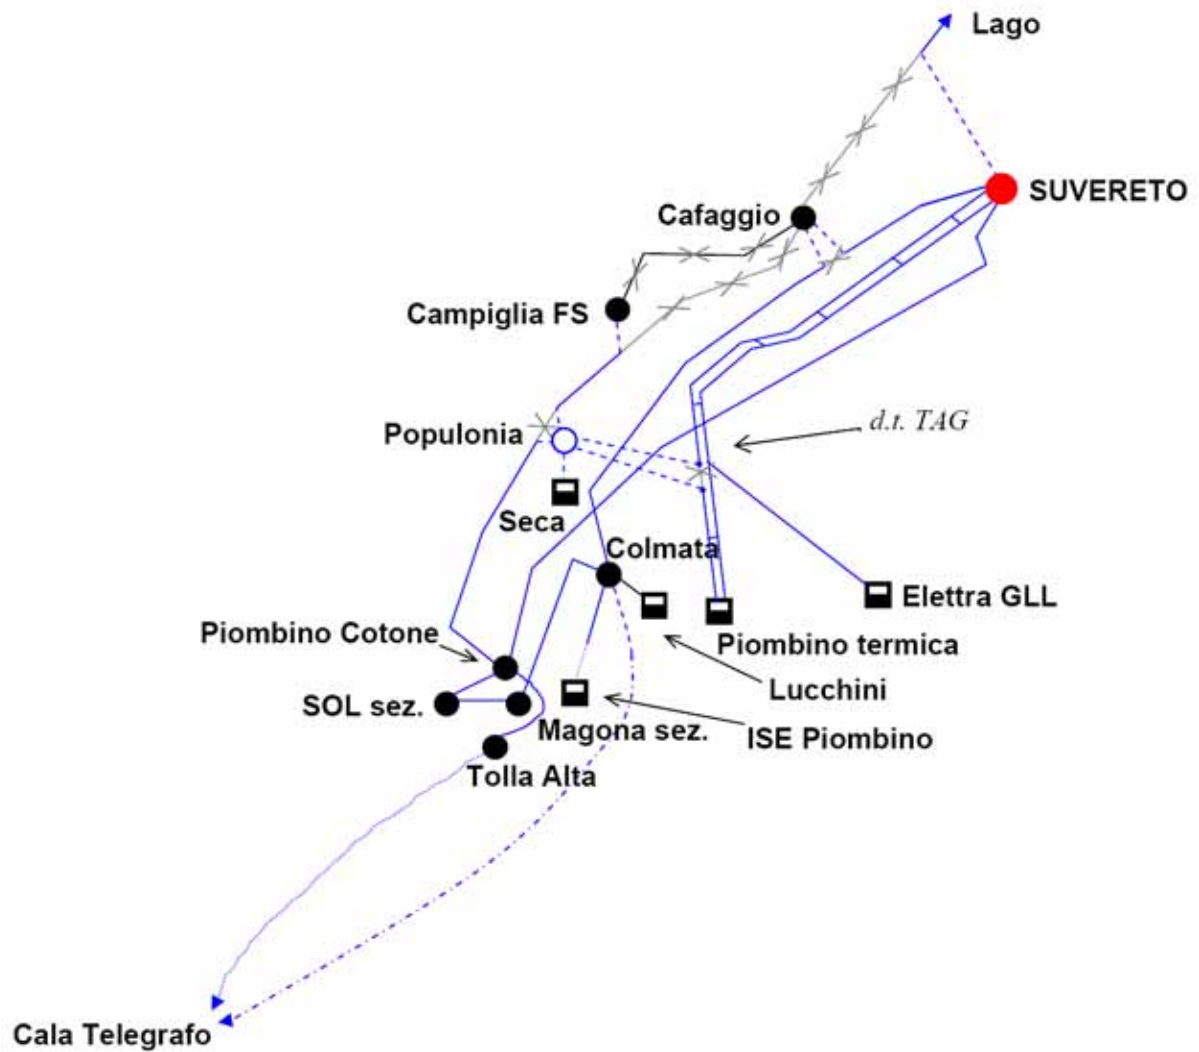 Lago
SUVERETO
Cafaggio
Campiglia FS
d.t. TAG
Populonia
Seca
Colmata
Elettra GLL
Piombino Cotone
Piombino termica
Lucchini
SOL sez.
Magona sez.
ISE Piombino
Tolla Alta
Cala Telegrafo